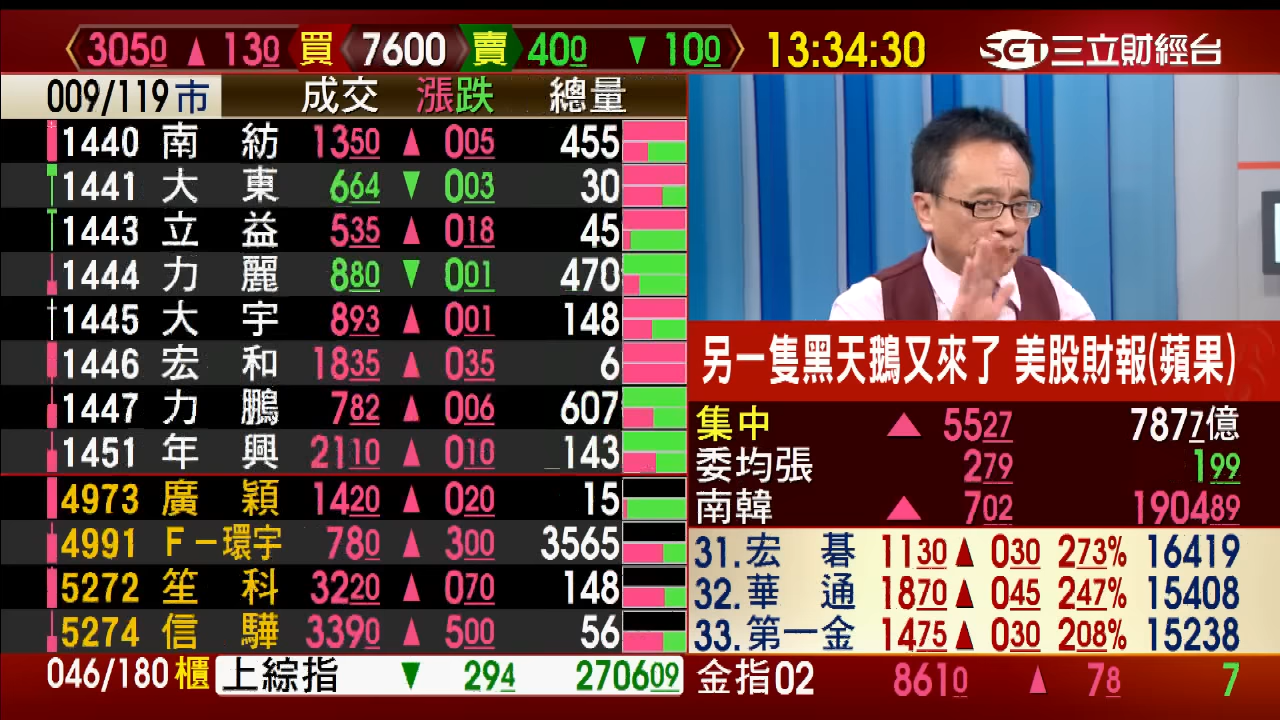 3050 ▲ 130 買 7600 賣 400 ▼ 100 13:34:30 SET三立財經台
009/119市 成交 漲跌 總量
1440 南紡 1350 ▲ 005 455
1441 大東 664 ▼ 003 30
1443 立益 535 ▲ 018 45
1444 力麗 880 ▼ 001 470
1445 大宇 893 ▲ 001 148
1446 宏和 1835 ▲ 035 6
1447 力鵬 782 ▲ 006 607
1451 年興 2110 ▲ 010 143
4973 廣穎 1420 ▲ 020 15
4991 F－環宇 780 ▲ 300 3565
5272 笙科 3220 ▲ 070 148
5274 信驊 3390 ▲ 500 56
046/180櫃 上綜指 ▼ 294 270609
另一隻黑天鵝又來了 美股財報(蘋果)
集中 ▲ 5527 7877億
委均張 279 199
南韓 ▲ 702 190489
31.宏碁 1130 ▲ 030 273% 16419
32.華通 1870 ▲ 045 247% 15408
33.第一金 1475 ▲ 030 208% 15238
金指02 8610 ▲ 78 7